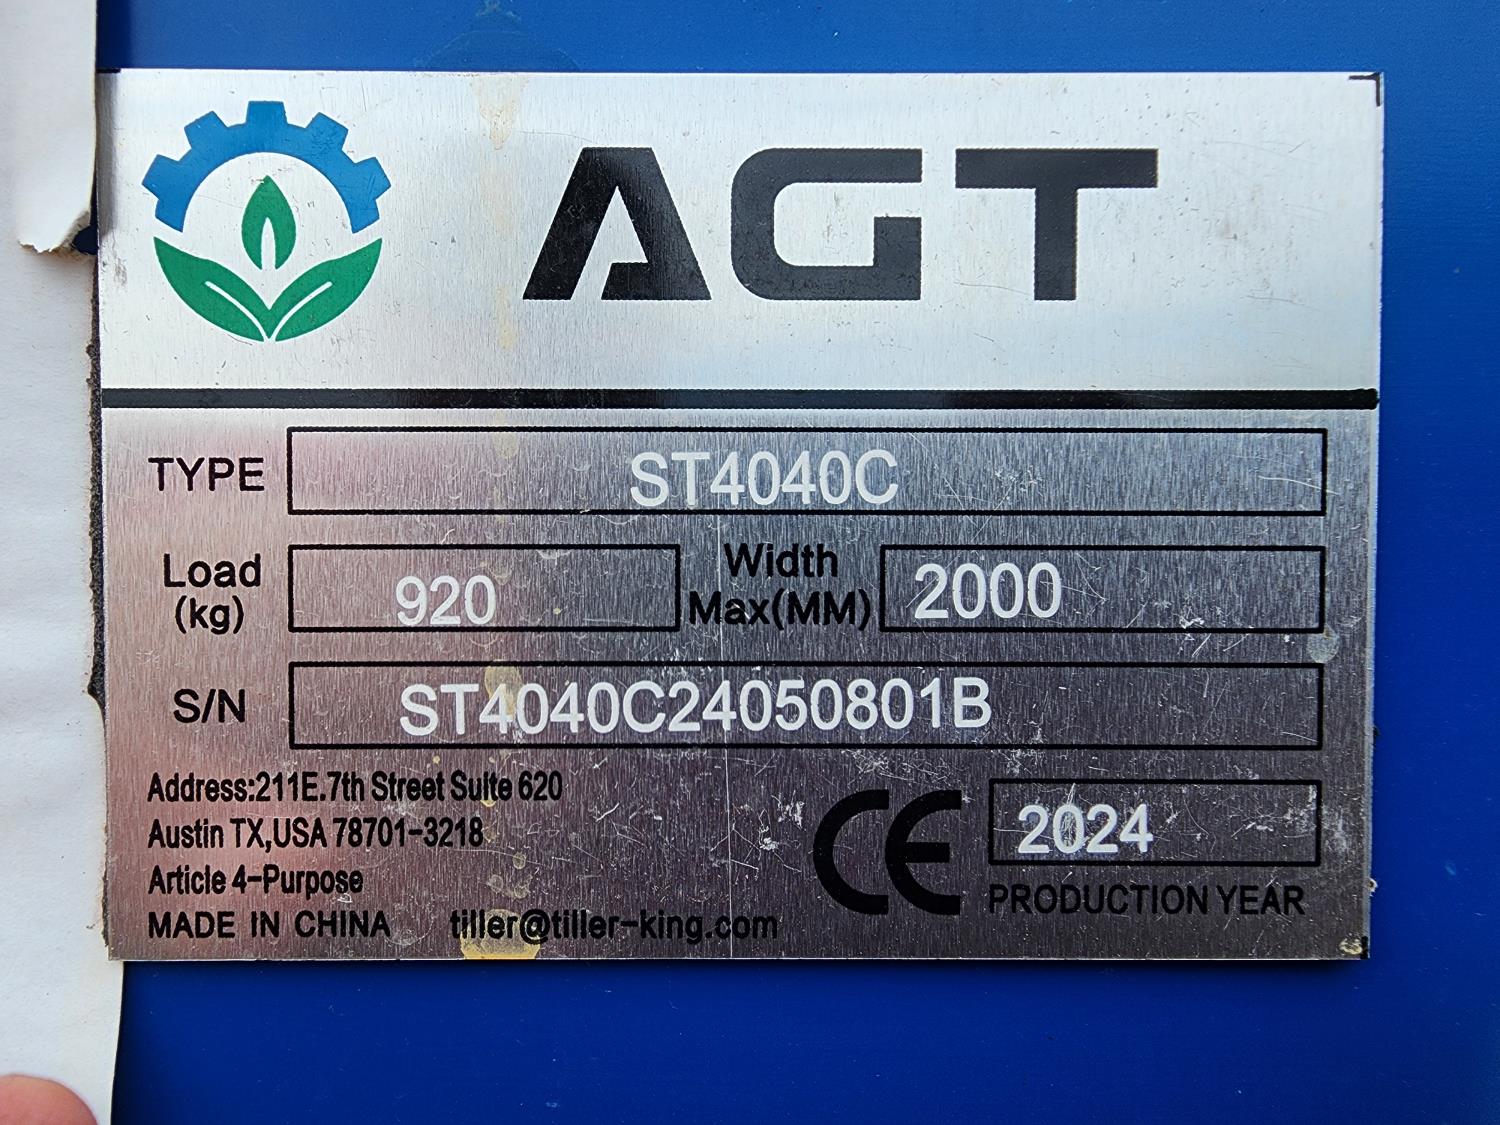 AGT
TYPE ST4040C
Load (kg) 920 Width Max(MM) 2000
S/N ST4040C24050801B
Address:211E.7th Street Suite 620
Austin TX,USA 78701-3218
Article 4-Purpose
MADE IN CHINA tiller@tiller-king.com
CE 2024
PRODUCTION YEAR